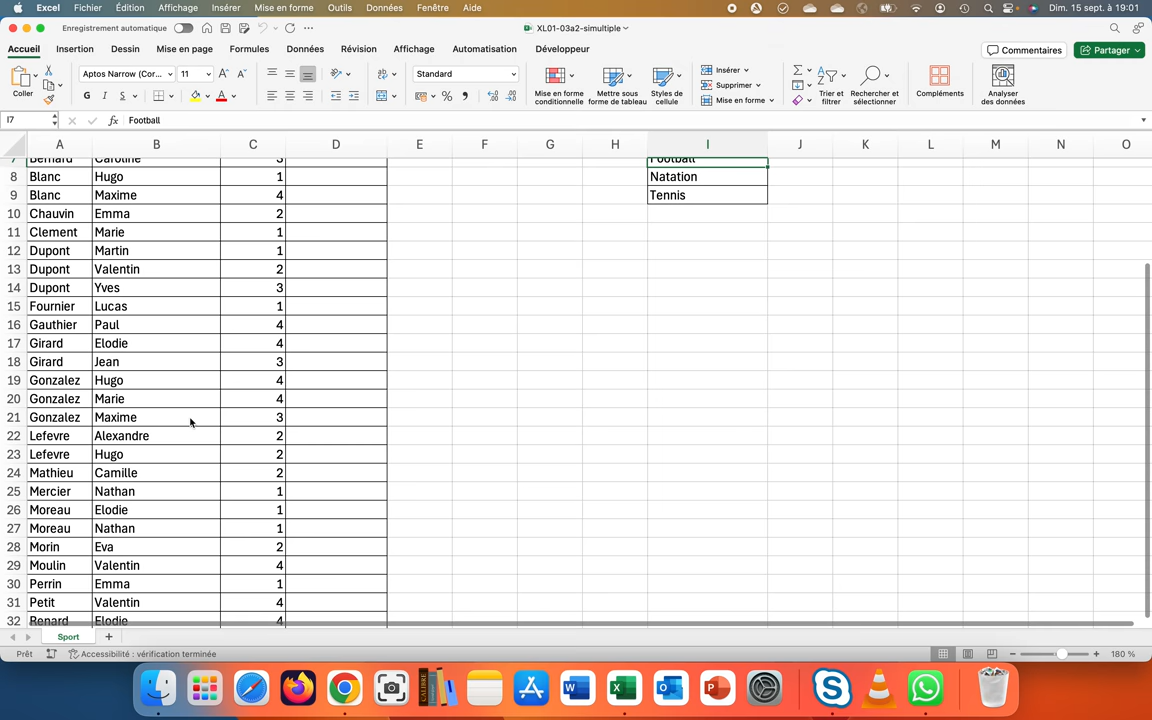 Excel Fichier Édition Affichage Insérer Mise en forme Outils Données Fenêtre Aide Dim. 15 sept. à 19:01
Enregistrement automatique XL01-03a2-simultiple
Accueil Insertion Dessin Mise en page Formules Données Révision Affichage Automatisation Développeur Commentaires Partager
Coller Aptos Narrow (Cor... 11 Standard
G I S A
Mise en forme conditionnelle Mettre sous forme de tableau Styles de cellule
Insérer
Supprimer
Mise en forme
Trier et filtrer Rechercher et sélectionner Compléments Analyser des données
I7 fx Football
A B C D E F G H I J K L M N O
7 Bernard Caroline 3 Football
8 Blanc Hugo 1 Natation
9 Blanc Maxime 4 Tennis
10 Chauvin Emma 2
11 Clement Marie 1
12 Dupont Martin 1
13 Dupont Valentin 2
14 Dupont Yves 3
15 Fournier Lucas 1
16 Gauthier Paul 4
17 Girard Elodie 4
18 Girard Jean 3
19 Gonzalez Hugo 4
20 Gonzalez Marie 4
21 Gonzalez Maxime 3
22 Lefevre Alexandre 2
23 Lefevre Hugo 2
24 Mathieu Camille 2
25 Mercier Nathan 1
26 Moreau Elodie 1
27 Moreau Nathan 1
28 Morin Eva 2
29 Moulin Valentin 4
30 Perrin Emma 1
31 Petit Valentin 4
32 Renard Elodie 4
Sport
Prêt Accessibilité : vérification terminée 180 %